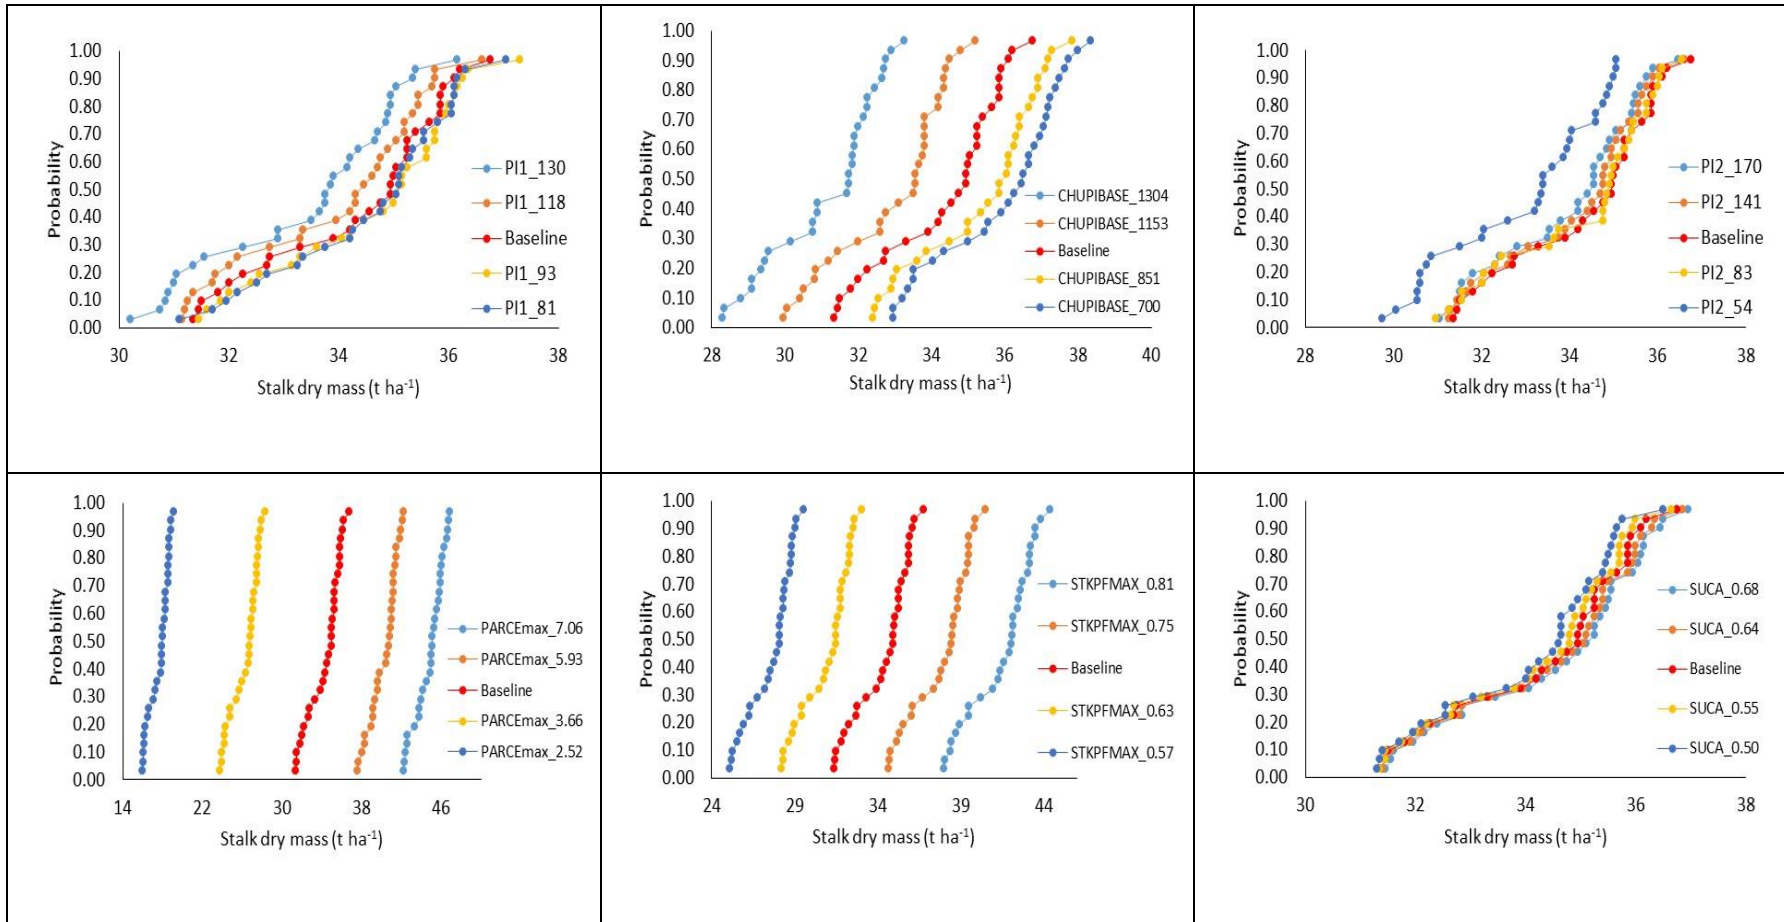 1.00
0.90
0.80
0.70
0.60
0.50
0.40
0.30
0.20
0.10
0.00
Probability
30 32 34 36 38
Stalk dry mass (t ha⁻¹)
PI1_130
PI1_118
Baseline
PI1_93
PI1_81
1.00
0.90
0.80
0.70
0.60
0.50
0.40
0.30
0.20
0.10
0.00
Probability
28 30 32 34 36 38 40
Stalk dry mass (t ha⁻¹)
CHUPIBASE_1304
CHUPIBASE_1153
Baseline
CHUPIBASE_851
CHUPIBASE_700
1.00
0.90
0.80
0.70
0.60
0.50
0.40
0.30
0.20
0.10
0.00
Probability
28 30 32 34 36 38
Stalk dry mass (t ha⁻¹)
PI2_170
PI2_141
Baseline
PI2_83
PI2_54
1.00
0.90
0.80
0.70
0.60
0.50
0.40
0.30
0.20
0.10
0.00
Probability
14 22 30 38 46
Stalk dry mass (t ha⁻¹)
PARCEmax_7.06
PARCEmax_5.93
Baseline
PARCEmax_3.66
PARCEmax_2.52
1.00
0.90
0.80
0.70
0.60
0.50
0.40
0.30
0.20
0.10
0.00
Probability
24 29 34 39 44
Stalk dry mass (t ha⁻¹)
STKPFMAX_0.81
STKPFMAX_0.75
Baseline
STKPFMAX_0.63
STKPFMAX_0.57
1.00
0.90
0.80
0.70
0.60
0.50
0.40
0.30
0.20
0.10
0.00
Probability
30 32 34 36 38
Stalk dry mass (t ha⁻¹)
SUCA_0.68
SUCA_0.64
Baseline
SUCA_0.55
SUCA_0.50